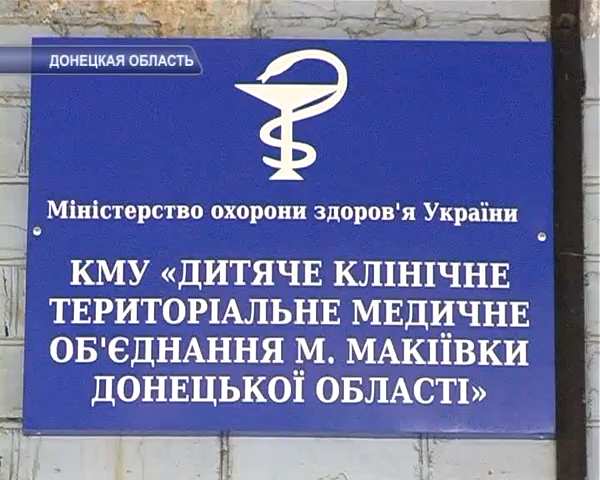 ДОНЕЦКАЯ ОБЛАСТЬ
Міністерство охорони здоров'я України
КМУ «ДИТЯЧЕ КЛІНІЧНЕ
ТЕРИТОРІАЛЬНЕ МЕДИЧНЕ
ОБ'ЄДНАННЯ М. МАКІЇВКИ
ДОНЕЦЬКОЇ ОБЛАСТІ»